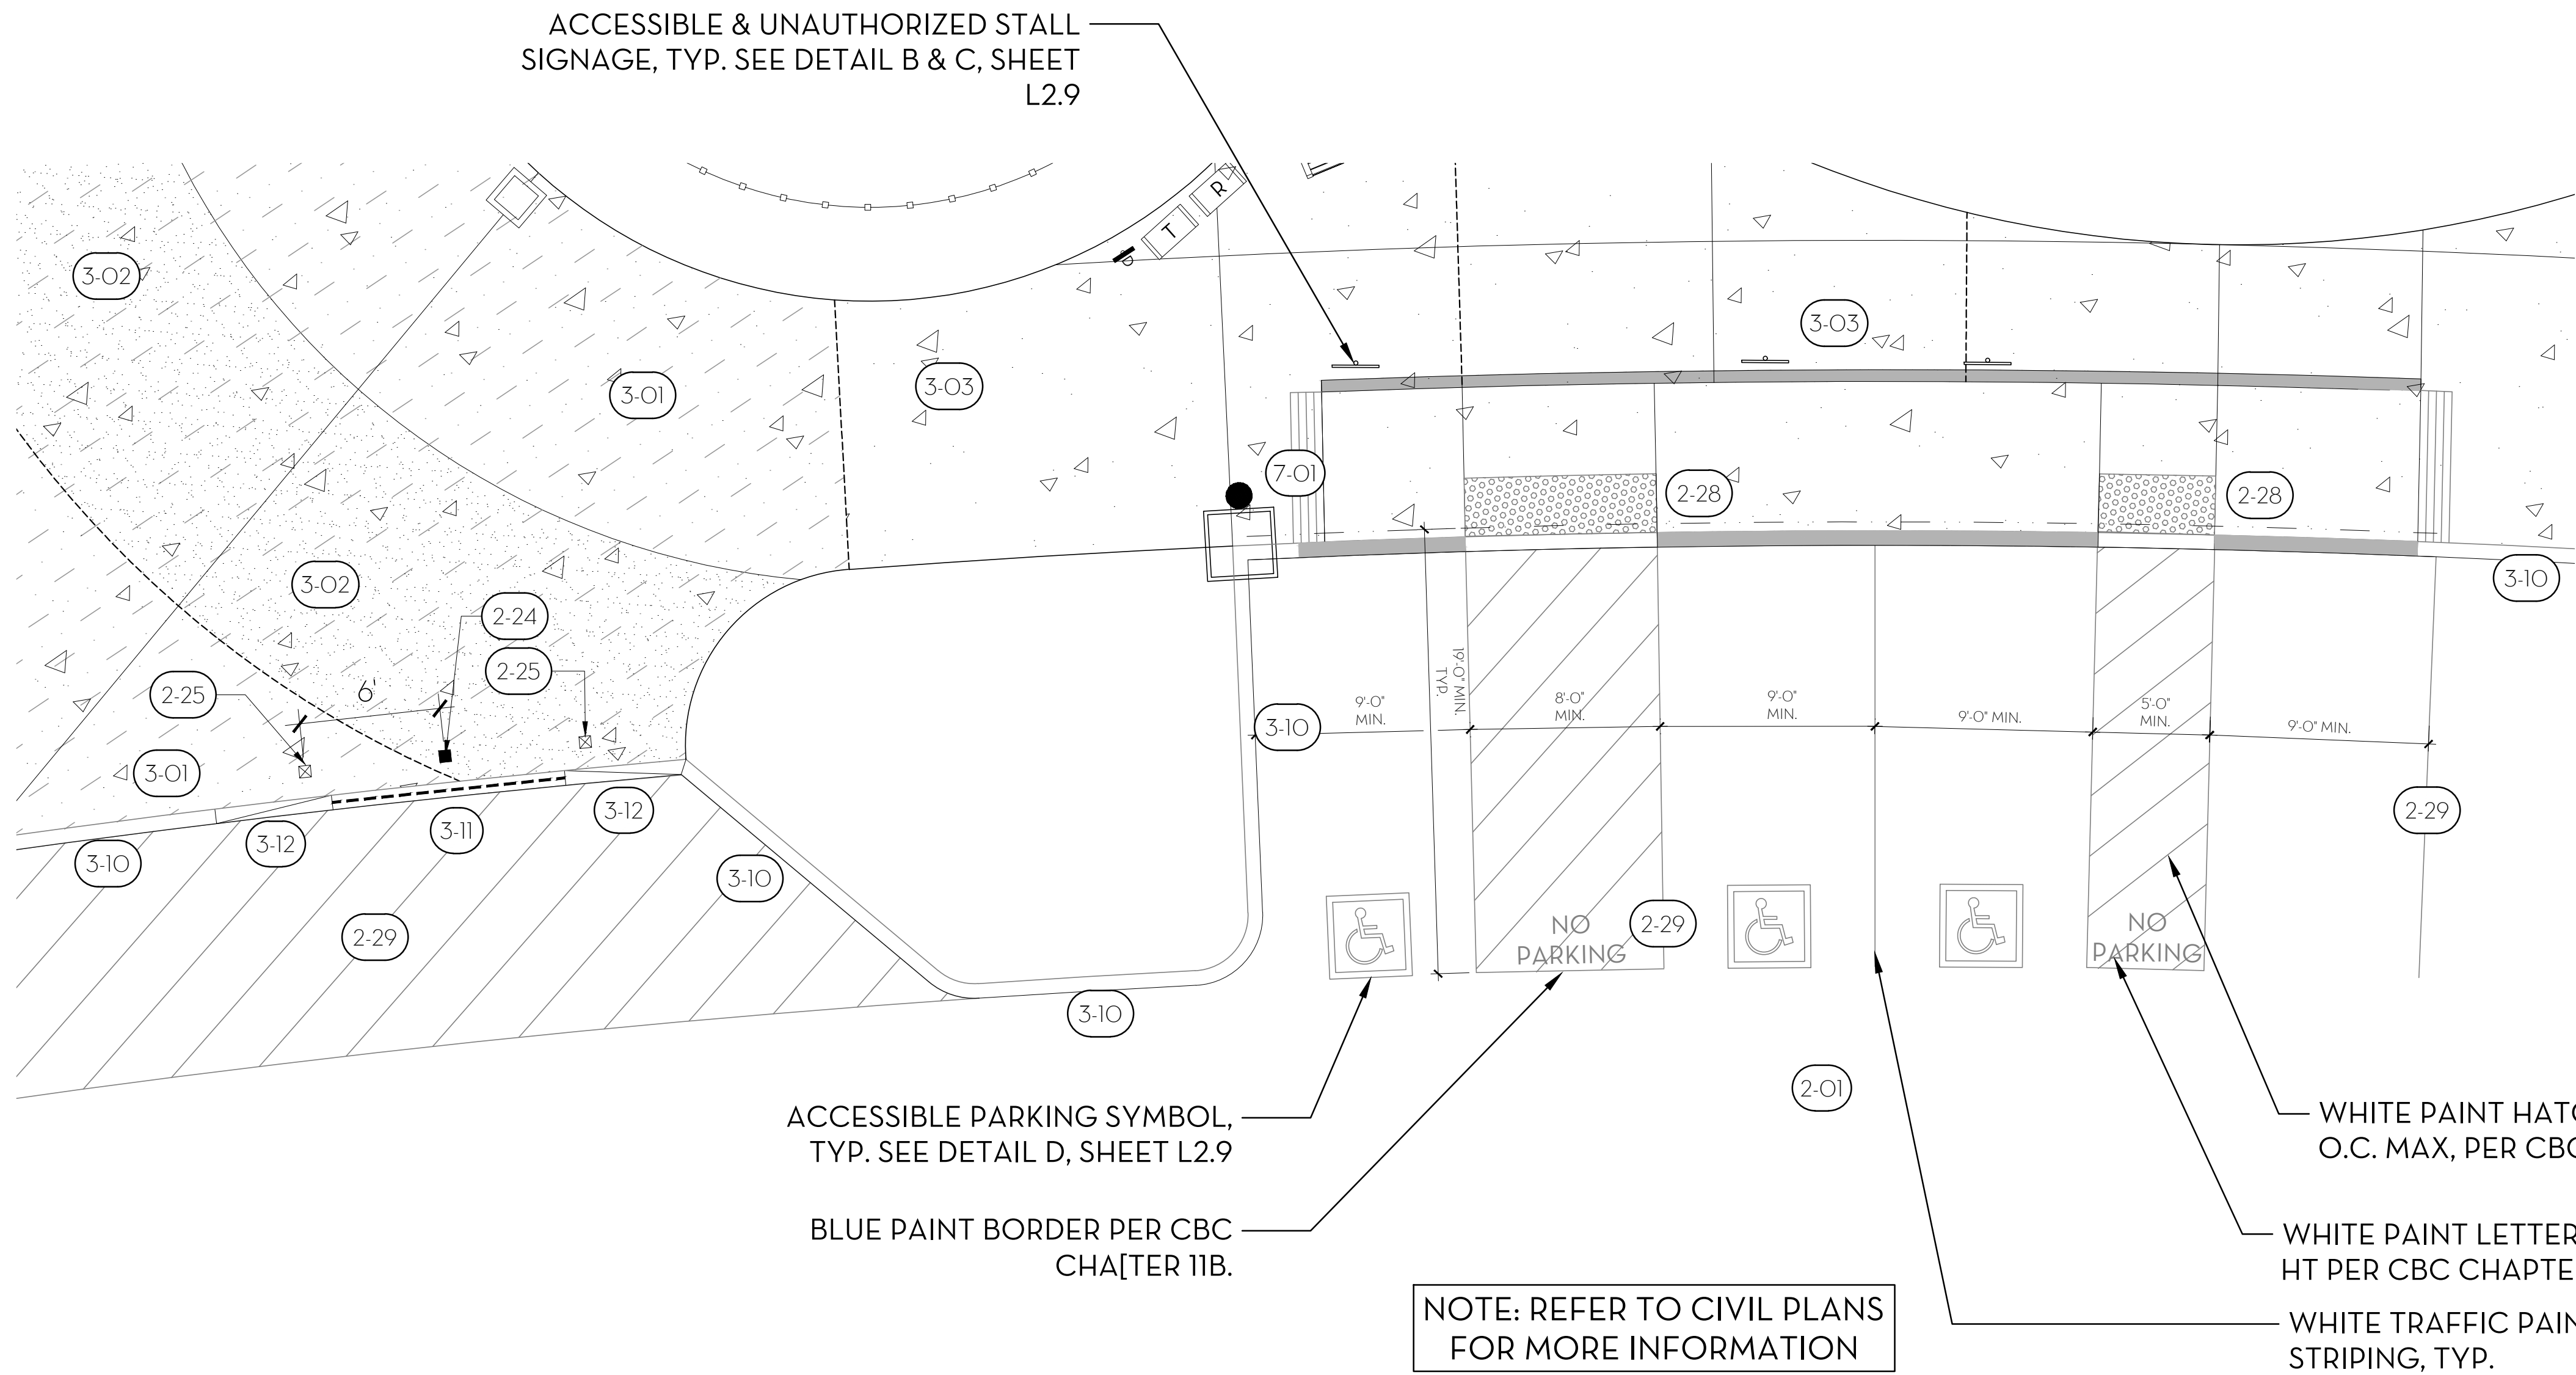 ACCESSIBLE & UNAUTHORIZED STALL
SIGNAGE, TYP. SEE DETAIL B & C, SHEET
L2.9
R
T
3-02
3-03
3-01
3-03
7-01
2-28
2-28
3-02
3-10
2-24
2-25
2-25
6'
19'-0" MIN.
TYP.
9'-0"
MIN.
8'-0"
MIN.
9'-0"
MIN.
9'-0" MIN.
5'-0"
MIN.
9'-0" MIN.
3-10
3-01
3-12
3-11
3-12
2-29
3-10
3-10
2-29
NO
PARKING
2-29
NO
PARKING
3-10
2-01
ACCESSIBLE PARKING SYMBOL,
TYP. SEE DETAIL D, SHEET L2.9
WHITE PAINT
O.C. MAX, PER
BLUE PAINT BORDER PER CBC
CHA[TER 11B.
WHITE PAINT
HT PER CBC
NOTE: REFER TO CIVIL PLANS
FOR MORE INFORMATION
WHITE TRAFFIC
STRIPING, TYP.